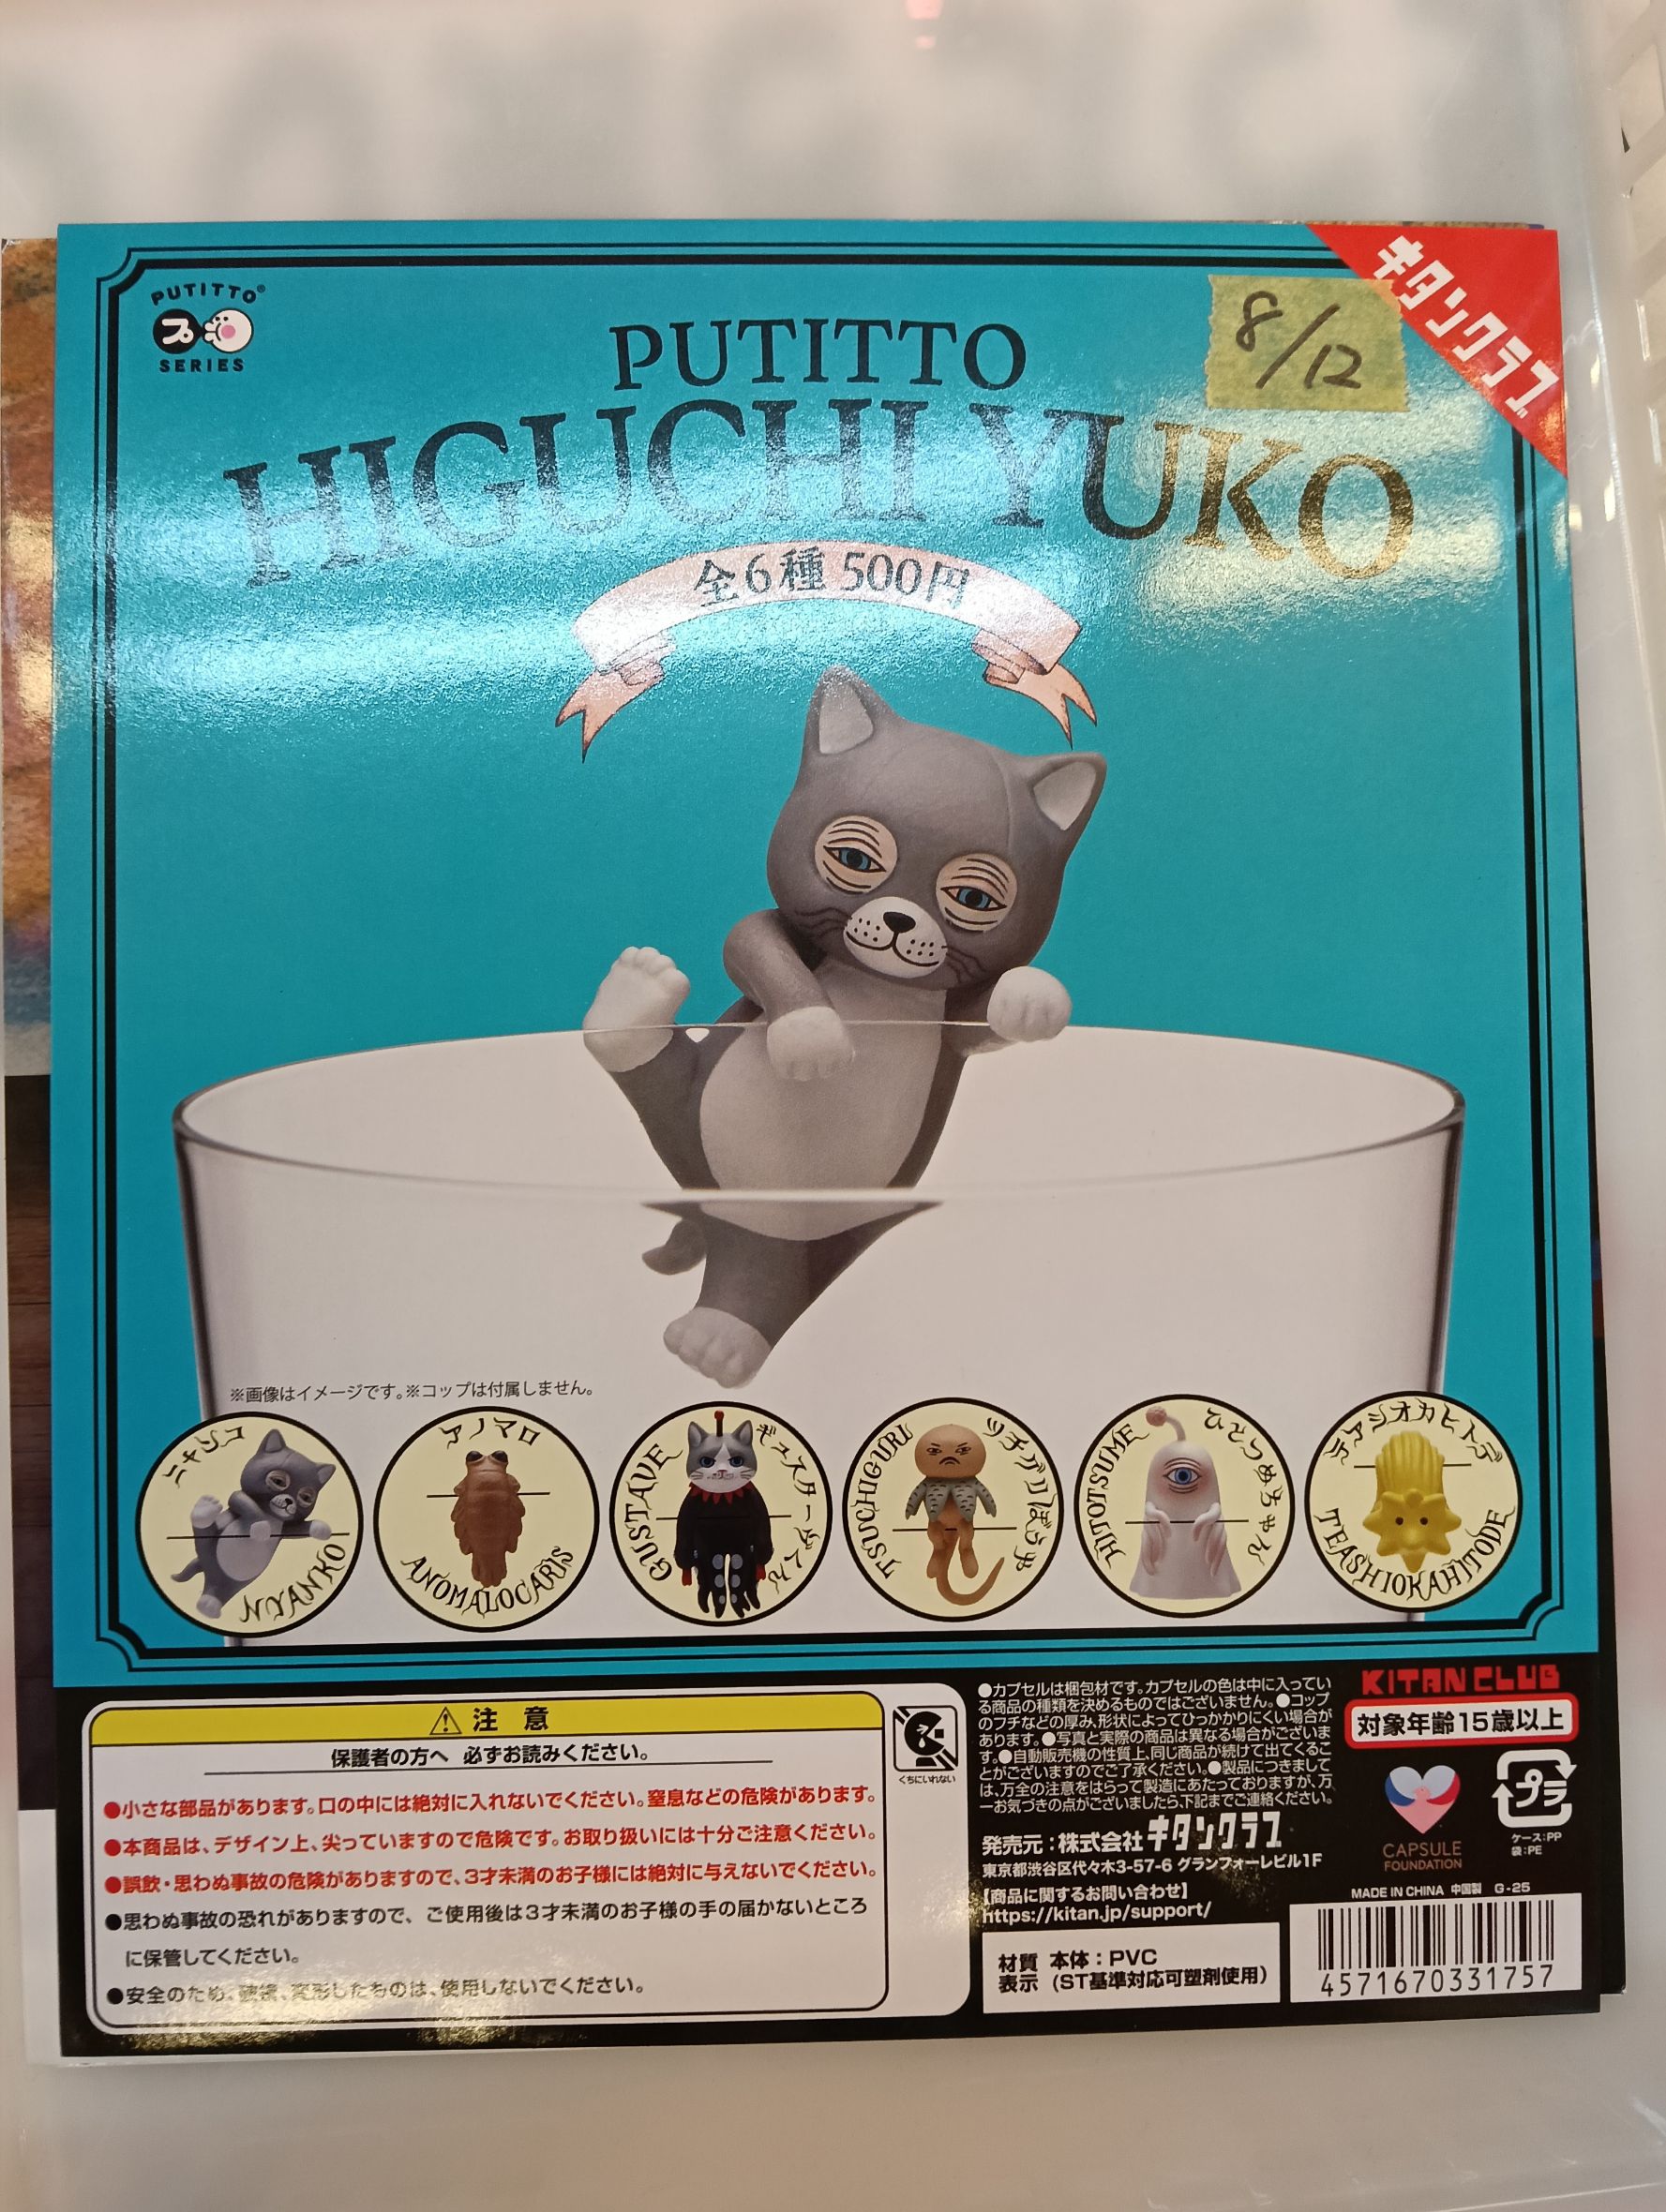 PUTITTO®
プ
SERIES
キタンクラブ
8/12
PUTITTO
HIGUCHI YUKO
全6種 500円
※画像はイメージです。※コップは付属しません。
ニャンコ
NYANKO
アノマロ
ANOMALOCARIS
GUSTAVE
ギュスターヴくん
TSUCHIGURI
ツチグリぼうや
HITOTSUME
ひとつめちゃん
テアシオカヒトデ
TEASHIOKAHITODE
注 意
保護者の方へ 必ずお読みください。
●小さな部品があります。口の中には絶対に入れないでください。窒息などの危険があります。
●本商品は、デザイン上、尖っていますので危険です。お取り扱いには十分ご注意ください。
●誤飲・思わぬ事故の危険がありますので、3才未満のお子様には絶対に与えないでください。
●思わぬ事故の恐れがありますので、ご使用後は3才未満のお子様の手の届かないところ
に保管してください。
●安全のため、破損、変形したものは、使用しないでください。
くちにいれない
●カプセルは梱包材です。カプセルの色は中に入ってい
る商品の種類を決めるものではございません。●コップ
のフチなどの厚み、形状によってひっかかりにくい場合が
あります。●写真と実際の商品は異なる場合がございま
す。●自動販売機の性質上、同じ商品が続けて出てくるこ
とがございますのでご了承ください。●製品につきまして
は、万全の注意をはらって製造にあたっておりますが、万
一お気づきの点がございましたら、下記までご連絡ください。
発売元:株式会社キタンクラブ
東京都渋谷区代々木3-57-6 グランフォーレビル1F
【商品に関するお問い合わせ】
https://kitan.jp/support/
材質 本体:PVC
表示 (ST基準対応可塑剤使用)
KITAN CLUB
対象年齢15歳以上
CAPSULE
FOUNDATION
プラ
ケース:PP
袋:PE
MADE IN CHINA 中国製 G-25
4571670331757